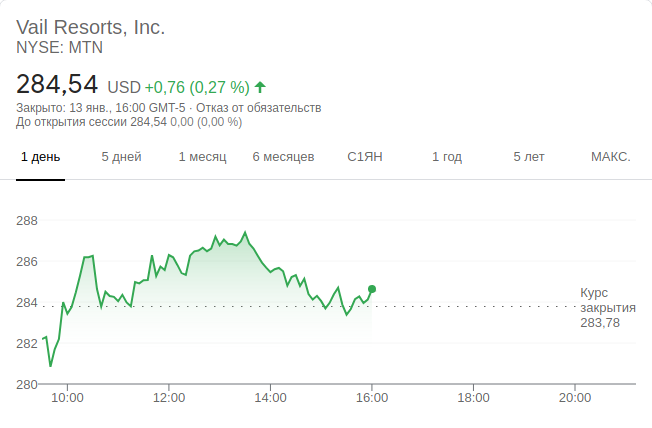 Vail Resorts, Inc.
NYSE: MTN
284,54 USD +0,76 (0,27 %)
Закрыто: 13 янв., 16:00 GMT-5 · Отказ от обязательств
До открытия сессии 284,54 0,00 (0,00 %)
1 день 5 дней 1 месяц 6 месяцев С1ЯН 1 год 5 лет МАКС.
288
286
284
282
280
Курс
закрытия
283,78
10:00 12:00 14:00 16:00 18:00 20:00